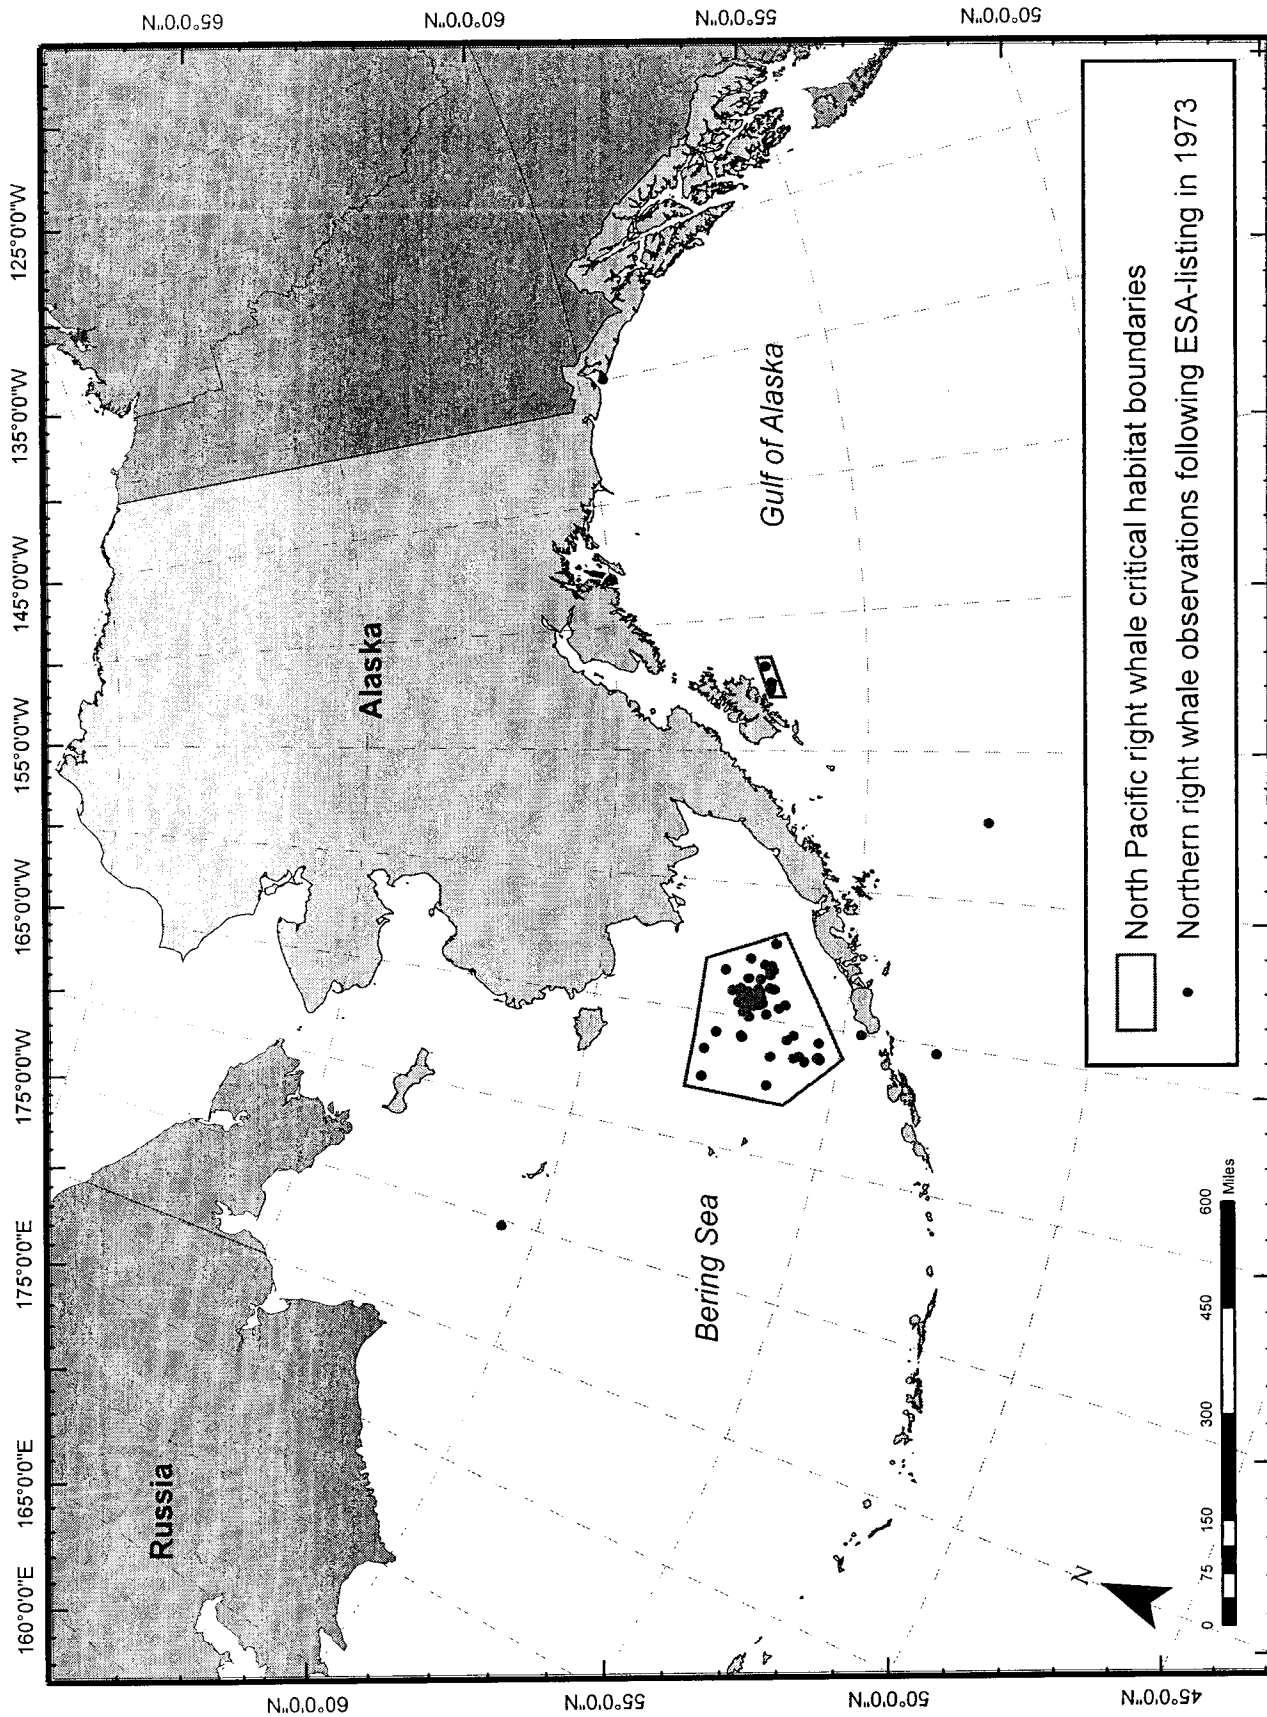 160°0'0"E
165°0'0"E
175°0'0"E
175°0'0"W
165°0'0"W
155°0'0"W
145°0'0"W
135°0'0"W
125°0'0"W
65°0'0"N
60°0'0"N
55°0'0"N
50°0'0"N
60°0'0"N
55°0'0"N
50°0'0"N
45°0'0"N
Russia
Alaska
Bering Sea
Gulf of Alaska
N
0 75 150 300 450 600
Miles
North Pacific right whale critical habitat boundaries
Northern right whale observations following ESA-listing in 1973